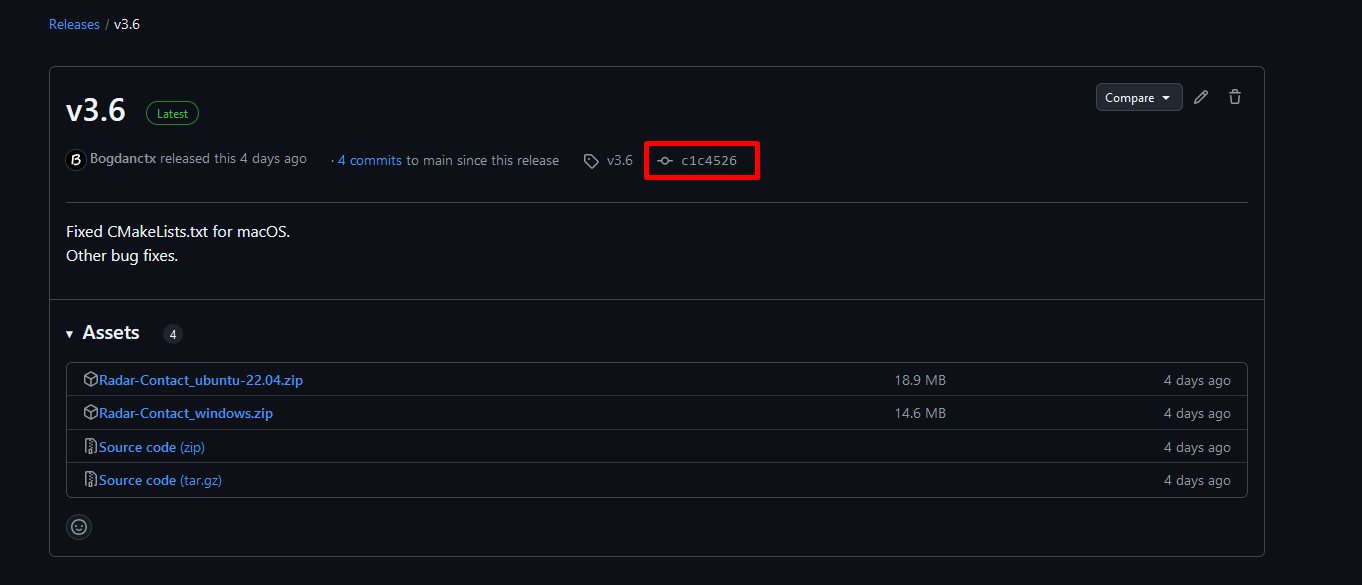 Releases / v3.6
v3.6 Latest
Compare
Bogdanctx released this 4 days ago · 4 commits to main since this release v3.6 c1c4526
Fixed CMakeLists.txt for macOS.
Other bug fixes.
Assets 4
Radar-Contact_ubuntu-22.04.zip 18.9 MB 4 days ago
Radar-Contact_windows.zip 14.6 MB 4 days ago
Source code (zip) 4 days ago
Source code (tar.gz) 4 days ago